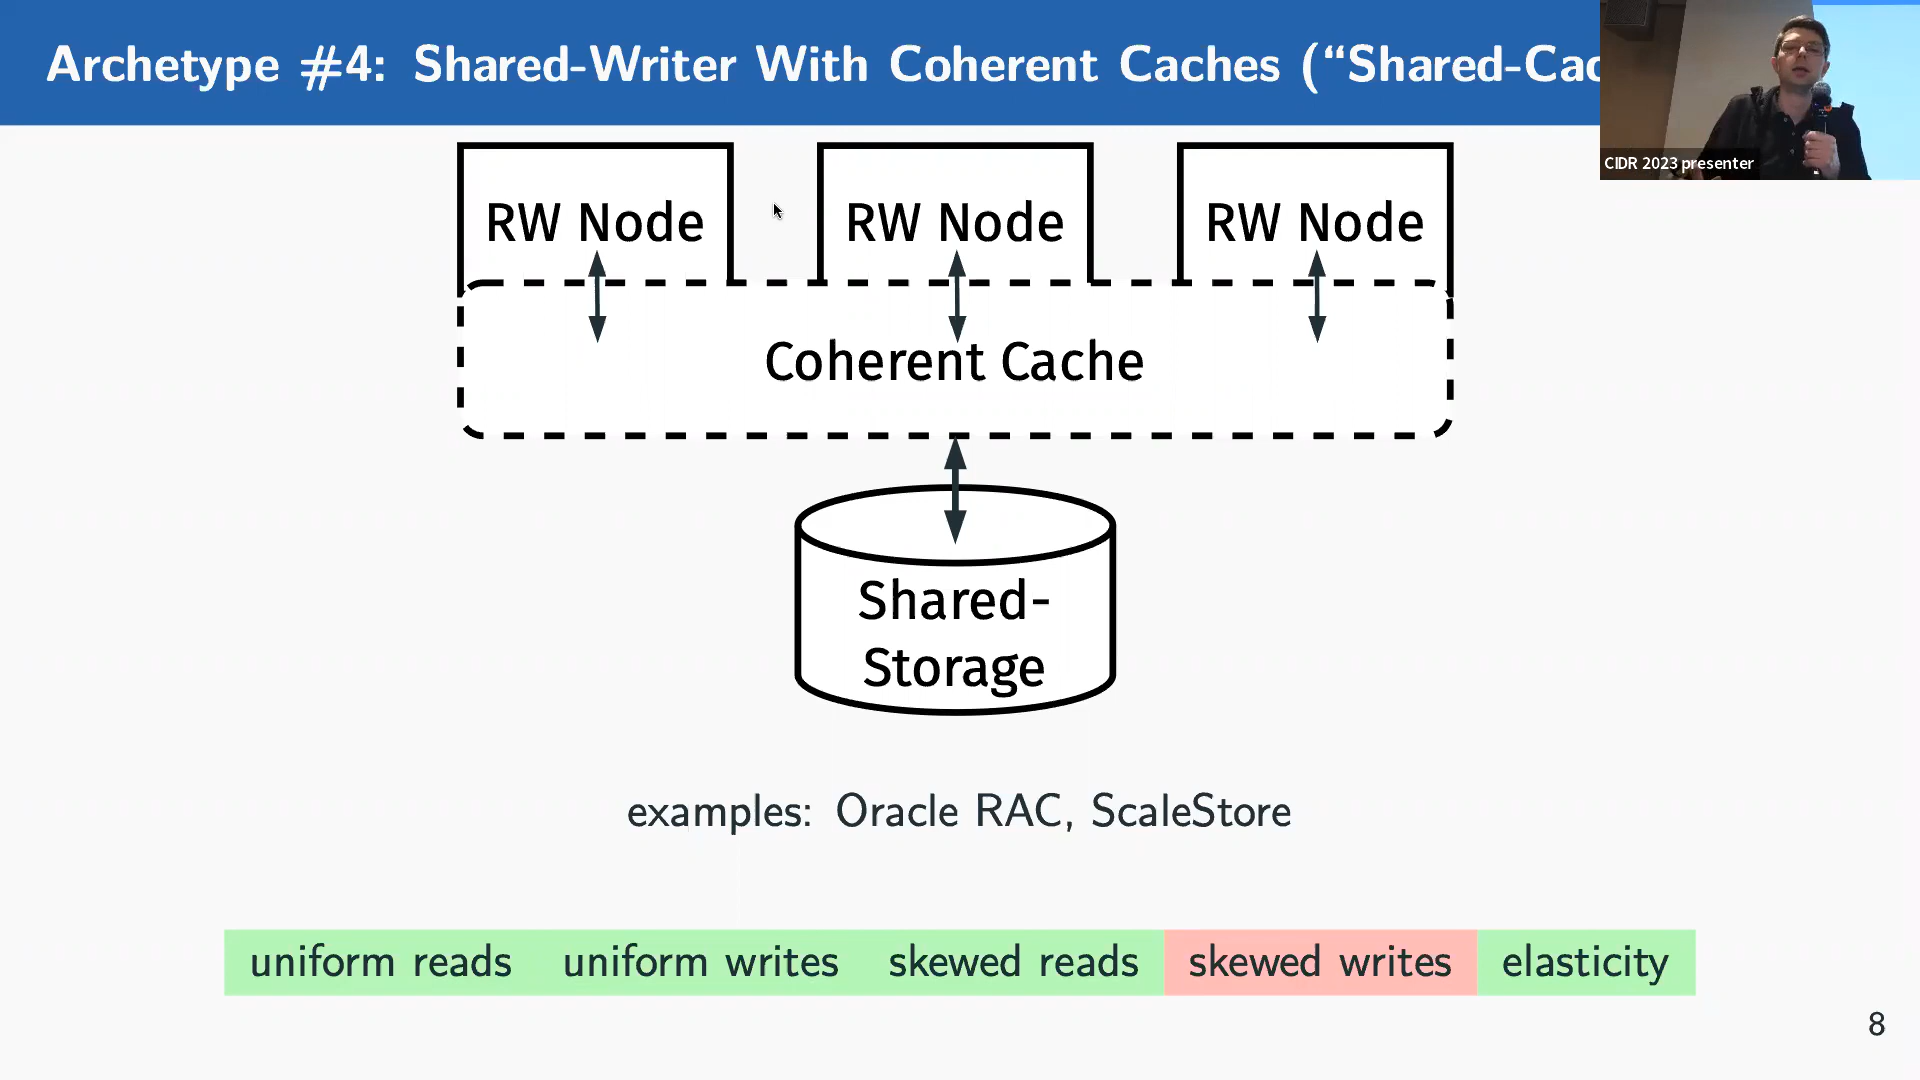 Archetype #4: Shared-Writer With Coherent Caches (“Shared-Cac
CIDR 2023 presenter
RW Node
RW Node
RW Node
Coherent Cache
Shared-
Storage
examples: Oracle RAC, ScaleStore
uniform reads uniform writes skewed reads skewed writes elasticity
8